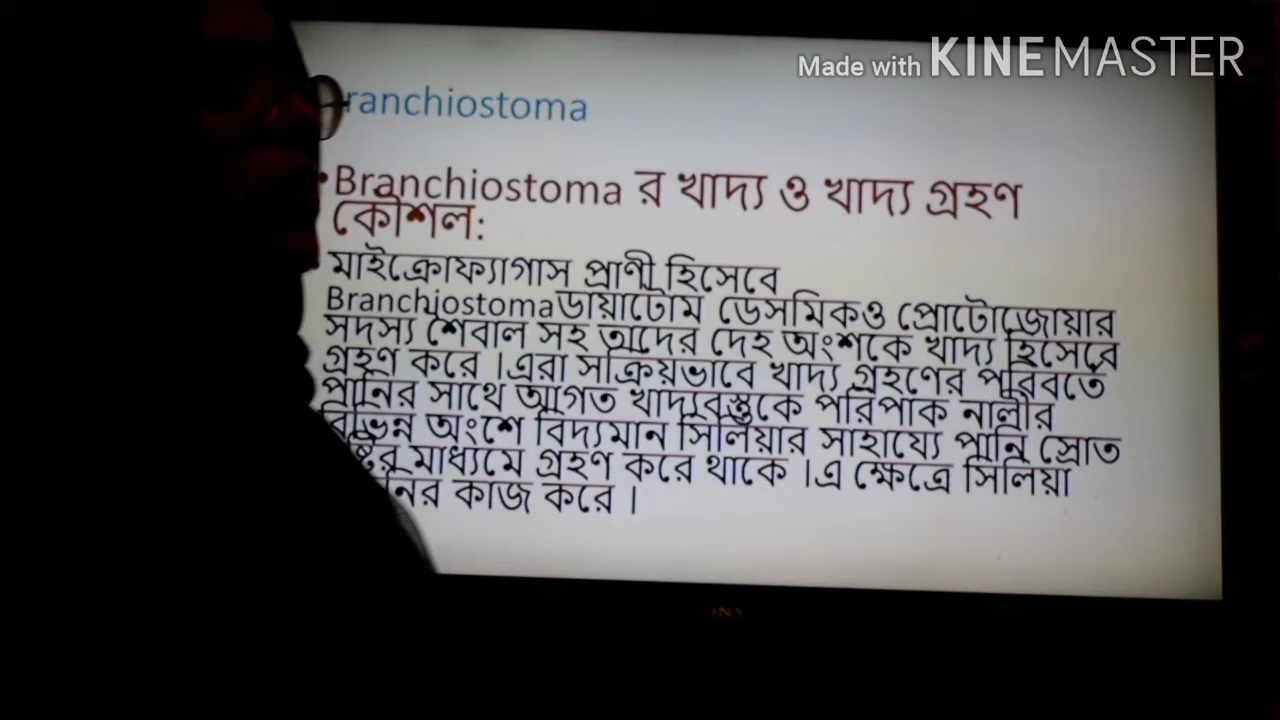 Made with KINEMASTER
ranchiostoma
• Branchiostoma র খাদ্য ও খাদ্য গ্রহণ
কৌশল:
মাইক্রোফ্যাগাস প্রাণী হিসেবে
Branchiostomaডায়াটোম ডেসমিকও প্রোটোজোয়ার
সদস্য শৈবাল সহ অদের দেহ অংশকে খাদ্য হিসেবে
গ্রহণ করে ।এরা সক্রিয়ভাবে খাদ্য গ্রহণের পরিবর্তে
পানির সাথে আগত খাদ্যবস্তুকে পরিপাক নালীর
বিভিন্ন অংশে বিদ্যমান সিলিয়ার সাহায্যে পানি স্রোত
মাধ্যমে গ্রহণ করে থাকে ।এ ক্ষেত্রে সিলিয়া
কাজ করে ।